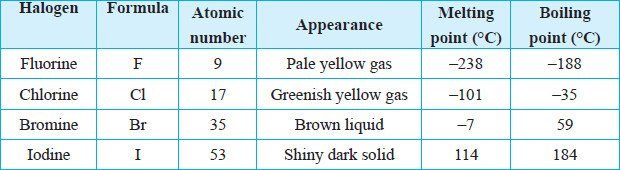 Halogen Formula Atomic number Appearance Melting point (°C) Boiling point (°C)
Fluorine F 9 Pale yellow gas –238 –188
Chlorine Cl 17 Greenish yellow gas –101 –35
Bromine Br 35 Brown liquid –7 59
Iodine I 53 Shiny dark solid 114 184